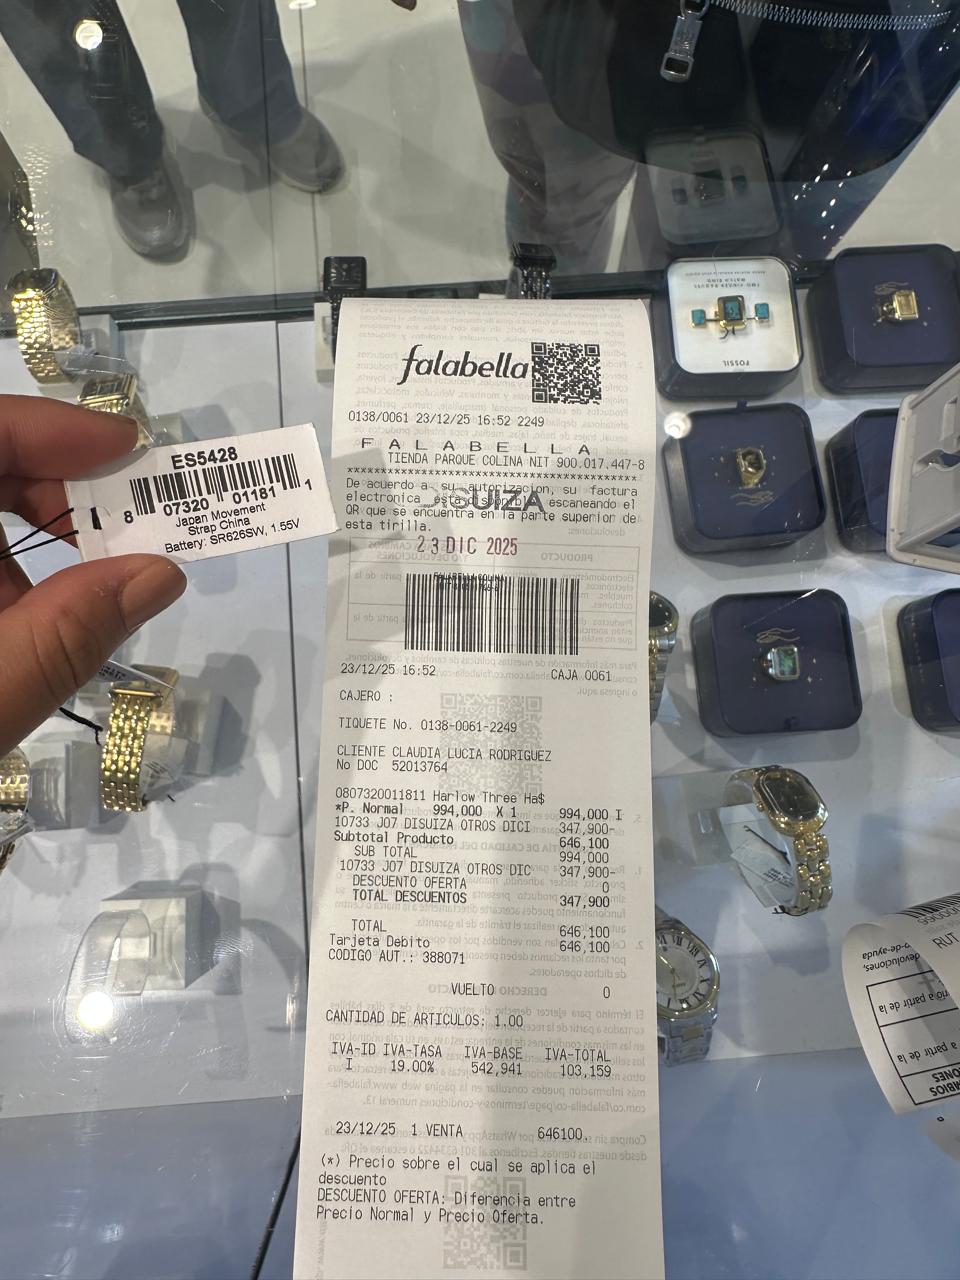 ES5428
8 07320 01181 1
Japan Movement
Strap China
Battery: SR626SW, 1.55V
FOSSIL
falabella
0138/0061 23/12/25 16:52 2249
F A L A B E L L A
TIENDA PARQUE COLINA NIT 900.017.447-8
De acuerdo a su autorización, su factura
electronica esta disponible escaneando el
QR que se encuentra en la parte superior de
esta tirilla.
DISUIZA
23 DIC 2025
FALABELLA COLINA
23/12/25 16:52 CAJA 0061
CAJERO :
TIQUETE No. 0138-0061-2249
CLIENTE CLAUDIA LUCIA RODRIGUEZ
No DOC 52013764
0807320011811 Harlow Three Ha$
*P. Normal 994,000 X 1 994,000 I
10733 J07 DISUIZA OTROS DICI 347,900-
Subtotal Producto 646,100
SUB TOTAL 994,000
10733 J07 DISUIZA OTROS DIC 347,900-
DESCUENTO OFERTA 0
TOTAL DESCUENTOS 347,900
TOTAL 646,100
Tarjeta Debito 646,100
CODIGO AUT.: 388071
VUELTO 0
CANTIDAD DE ARTICULOS: 1.00
IVA-ID IVA-TASA IVA-BASE IVA-TOTAL
I 19.00% 542,941 103,159
23/12/25 1 VENTA 646100.
(*) Precio sobre el cual se aplica el
descuento
DESCUENTO OFERTA: Diferencia entre
Precio Normal y Precio Oferta.
RUT